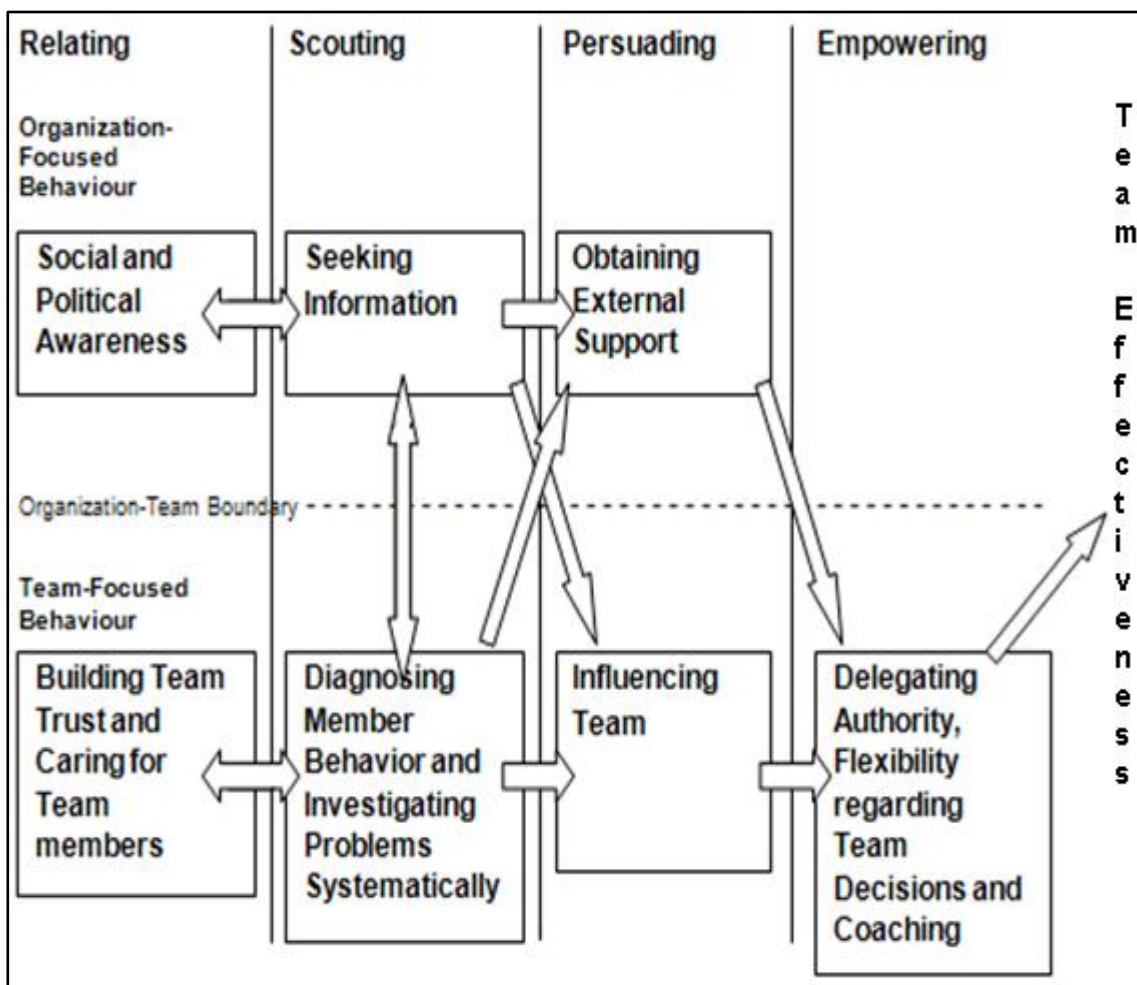 Relating
Scouting
Persuading
Empowering
Organization-
Focused
Behaviour
Social and
Political
Awareness
Seeking
Information
Obtaining
External
Support
Organization-Team Boundary
Team-Focused
Behaviour
Building Team
Trust and
Caring for
Team
members
Diagnosing
Member
Behavior and
Investigating
Problems
Systematically
Influencing
Team
Delegating
Authority,
Flexibility
regarding
Team
Decisions and
Coaching
Team Effectiveness